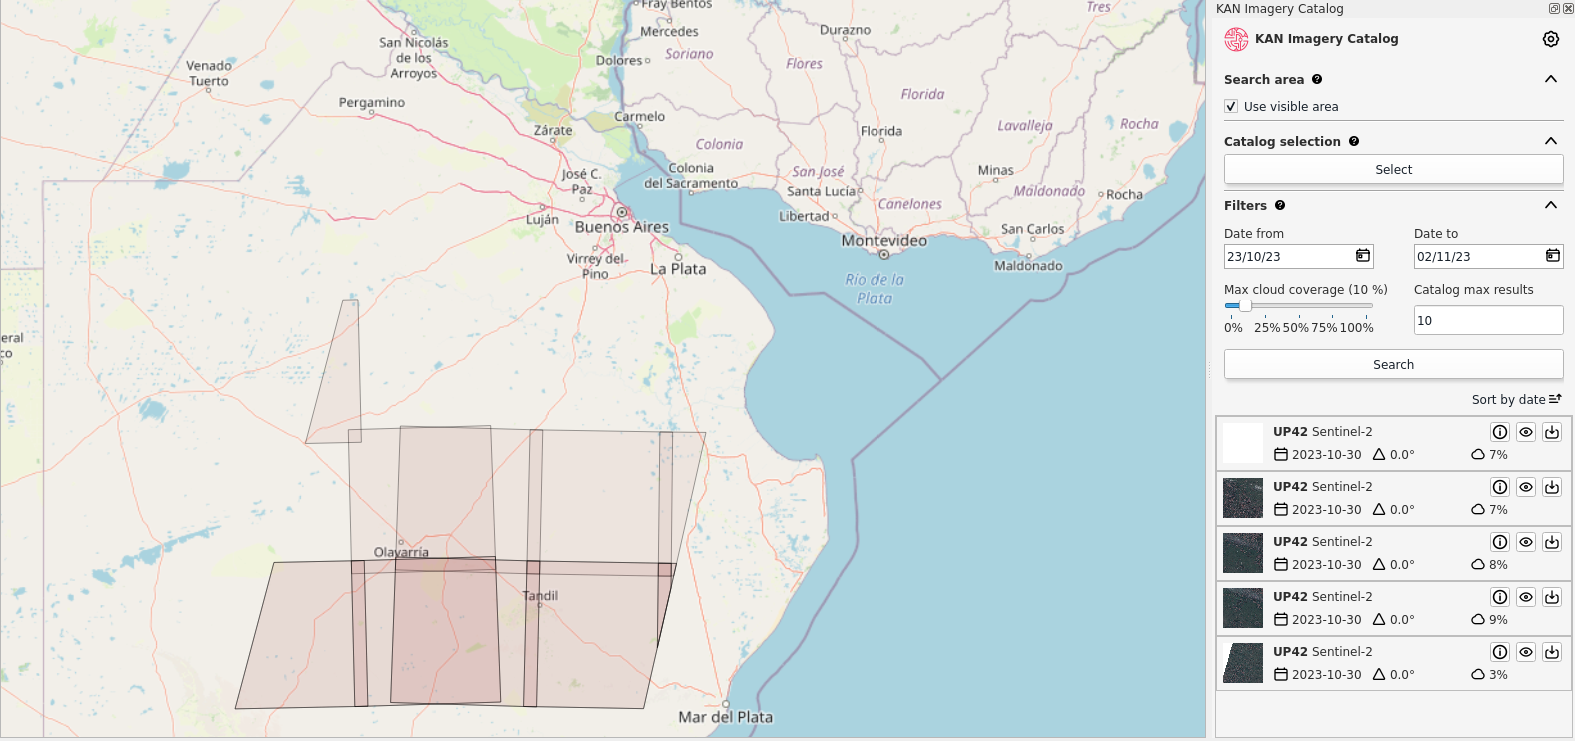 Fray Bentos
Tres
Mercedes
Durazno
San Nicolás
de los
Arroyos
Soriano
Dolores
Flores
Venado
Tuerto
Pergamino
Florida
Carmelo
Zárate
Lavalleja
Rocha
Florida
Colonia
Colonia
del Sacramento
José C.
Paz
San José
Minas
Santa Lucía
Maldonado
Rocha
Canelones
Luján
Libertad
Buenos Aires
San Carlos
Montevideo
Virrey del
Pino
La Plata
Maldonado
Río de la
Plata
eral
co
Olavarría
Tandil
Mar del Plata
KAN Imagery Catalog
KAN Imagery Catalog
Search area
Use visible area
Catalog selection
Select
Filters
Date from
Date to
23/10/23
02/11/23
Max cloud coverage (10 %)
Catalog max results
0% 25% 50% 75% 100%
10
Search
Sort by date
UP42 Sentinel-2
2023-10-30 0.0° 7%
UP42 Sentinel-2
2023-10-30 0.0° 7%
UP42 Sentinel-2
2023-10-30 0.0° 8%
UP42 Sentinel-2
2023-10-30 0.0° 9%
UP42 Sentinel-2
2023-10-30 0.0° 3%